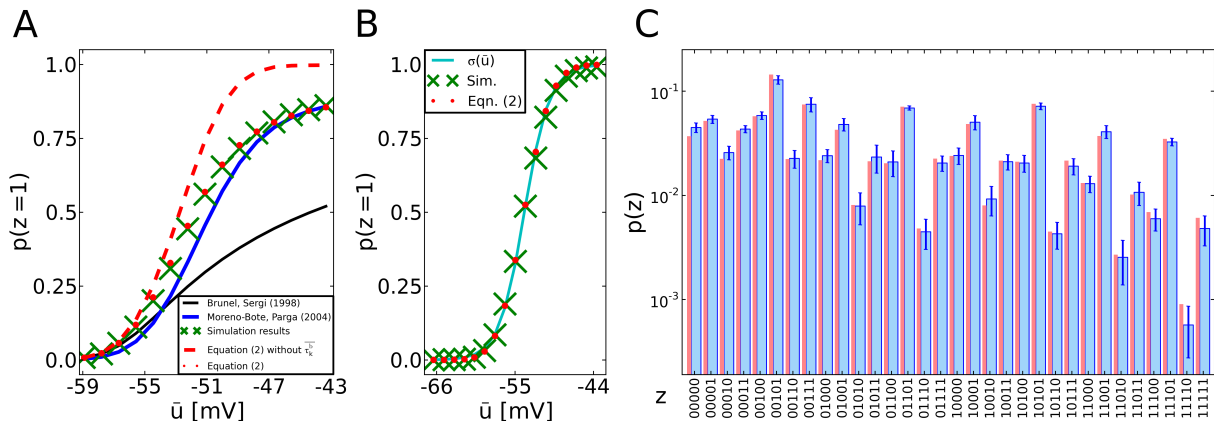 A
p(z = 1)
1.0
0.75
0.5
0.25
0.0
Brunel, Sergi (1998)
Moreno-Bote, Parga (2004)
Simulation results
Equation (2) without \overline{τ_k^b}
Equation (2)
-59 -55 -51 -47 -43
ū [mV]
B
p(z = 1)
1.0
0.75
0.5
0.25
0.0
σ(ū)
Sim.
Eqn. (2)
-66 -55 -44
ū [mV]
C
p(z)
10⁻¹
10⁻²
10⁻³
z
00000
00001
00010
00011
00100
00101
00110
00111
01000
01001
01010
01011
01100
01101
01110
01111
10000
10001
10010
10011
10100
10101
10110
10111
11000
11001
11010
11011
11100
11101
11110
11111